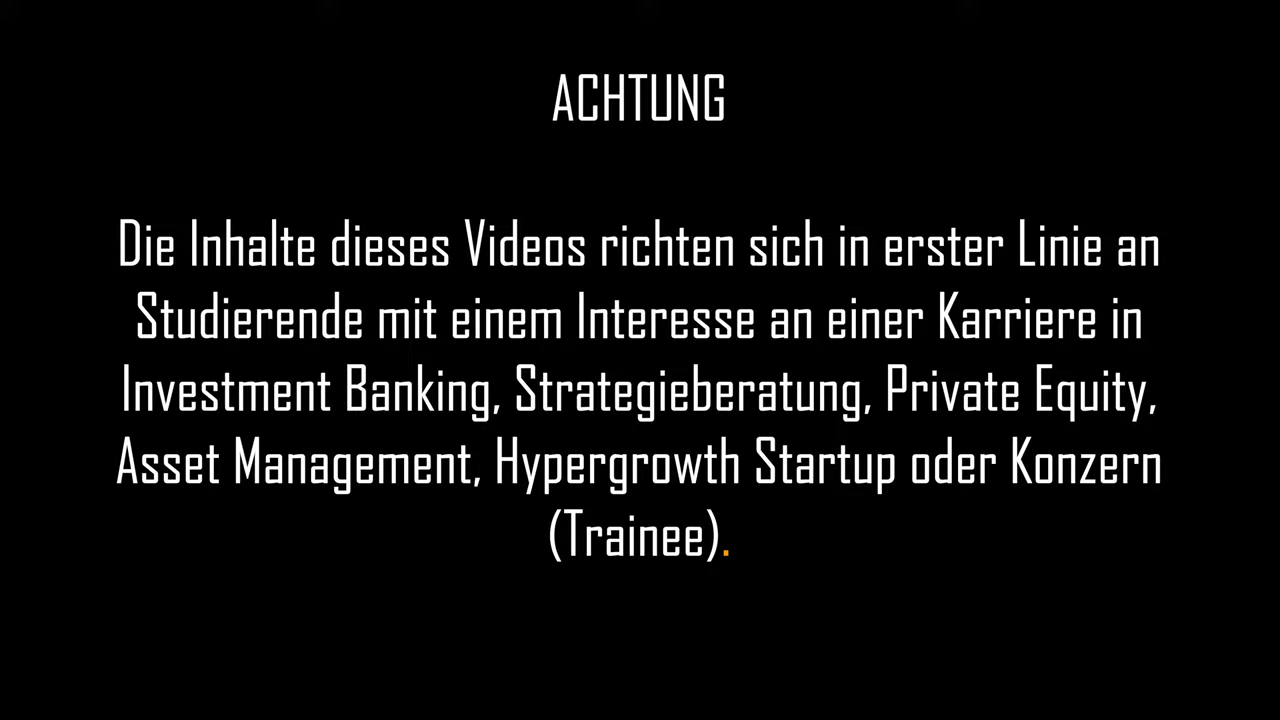 ACHTUNG
Die Inhalte dieses Videos richten sich in erster Linie an
Studierende mit einem Interesse an einer Karriere in
Investment Banking, Strategieberatung, Private Equity,
Asset Management, Hypergrowth Startup oder Konzern
(Trainee).